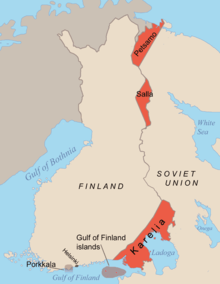 Petsamo
Salla
White
Sea
Gulf of Bothnia
SOVIET
UNION
FINLAND
Karelia
Onega
Ladoga
Gulf of Finland
islands
Helsinki
Porkkala
Gulf of Finland